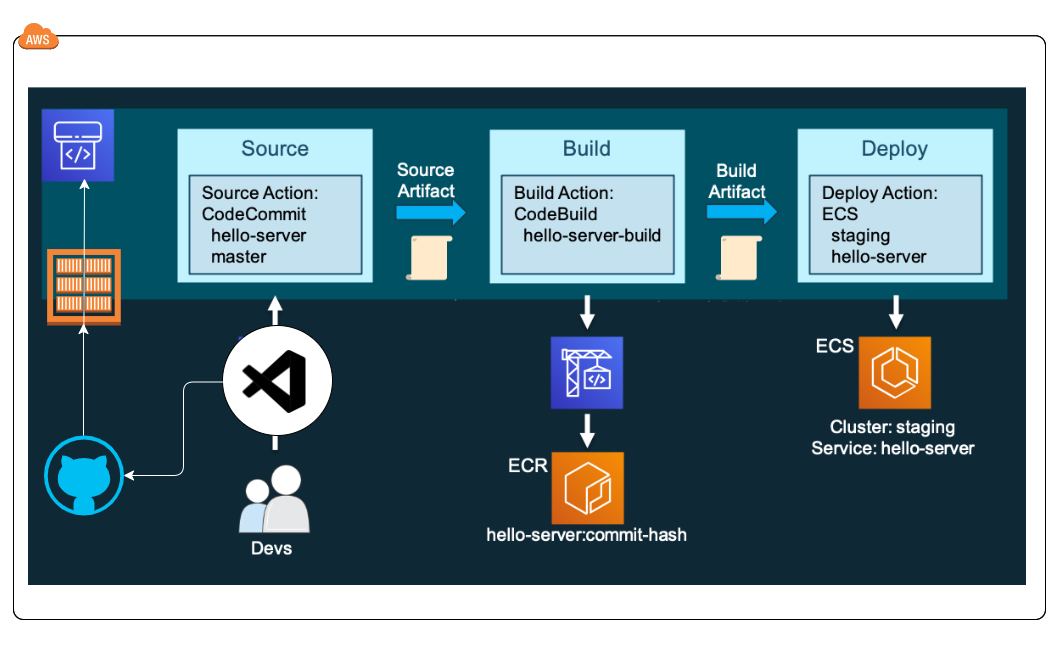 AWS
Source
Source Action:
CodeCommit
hello-server
master
Source
Artifact
Build
Build Action:
CodeBuild
hello-server-build
Build
Artifact
Deploy
Deploy Action:
ECS
staging
hello-server
ECS
Cluster: staging
Service: hello-server
ECR
hello-server:commit-hash
Devs